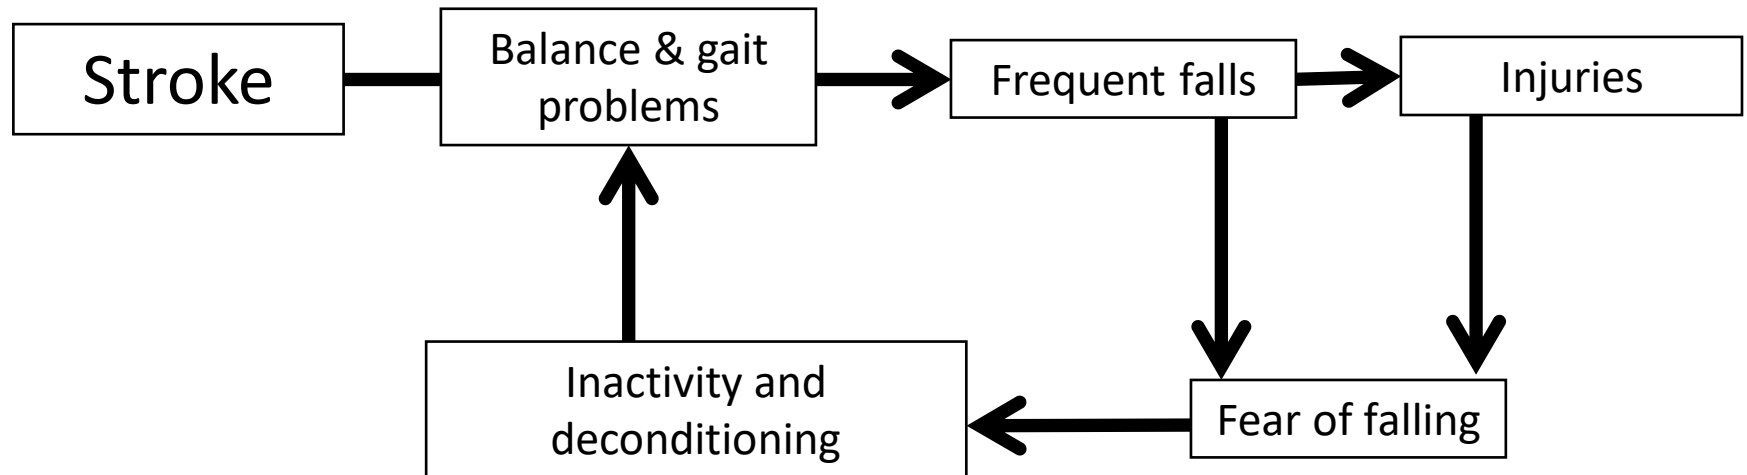 Stroke
Balance & gait
problems
Frequent falls
Injuries
Inactivity and
deconditioning
Fear of falling